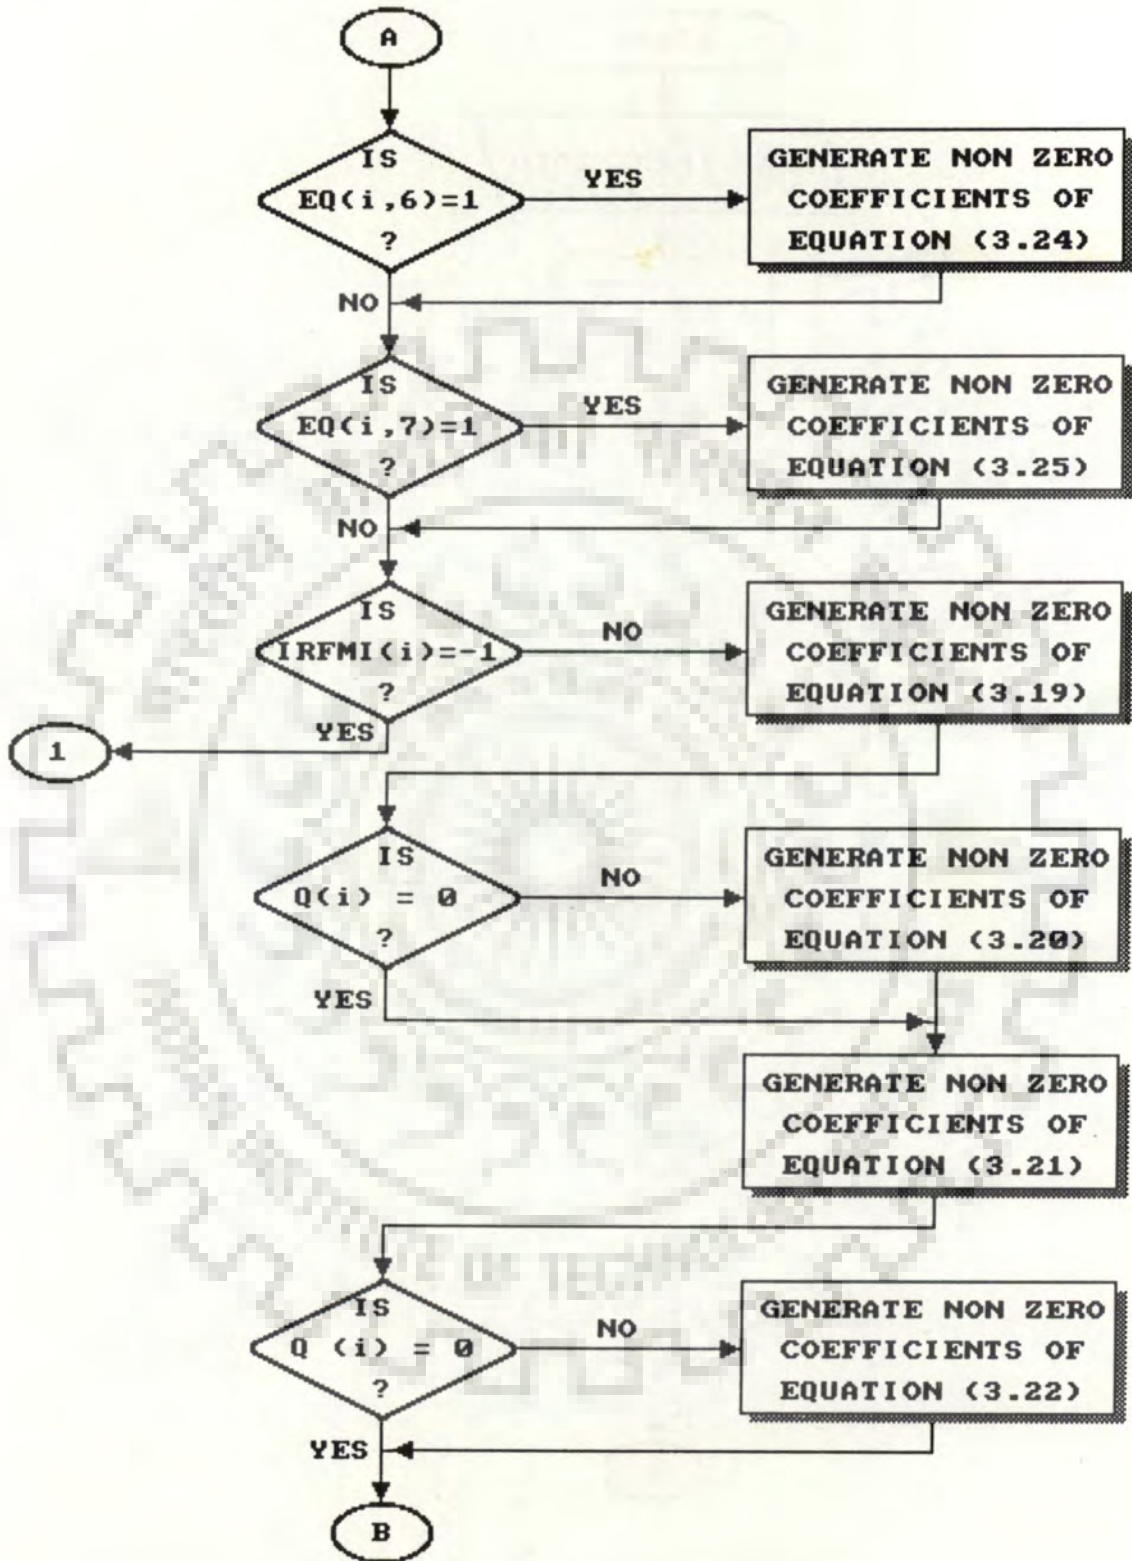 A
IS
EQ(i,6)=1
?
YES
GENERATE NON ZERO
COEFFICIENTS OF
EQUATION (3.24)
NO
IS
EQ(i,7)=1
?
YES
GENERATE NON ZERO
COEFFICIENTS OF
EQUATION (3.25)
NO
IS
IRFMI(i)=-1
?
NO
GENERATE NON ZERO
COEFFICIENTS OF
EQUATION (3.19)
YES
1
IS
Q(i) = 0
?
NO
GENERATE NON ZERO
COEFFICIENTS OF
EQUATION (3.20)
YES
GENERATE NON ZERO
COEFFICIENTS OF
EQUATION (3.21)
IS
Q (i) = 0
?
NO
GENERATE NON ZERO
COEFFICIENTS OF
EQUATION (3.22)
YES
B